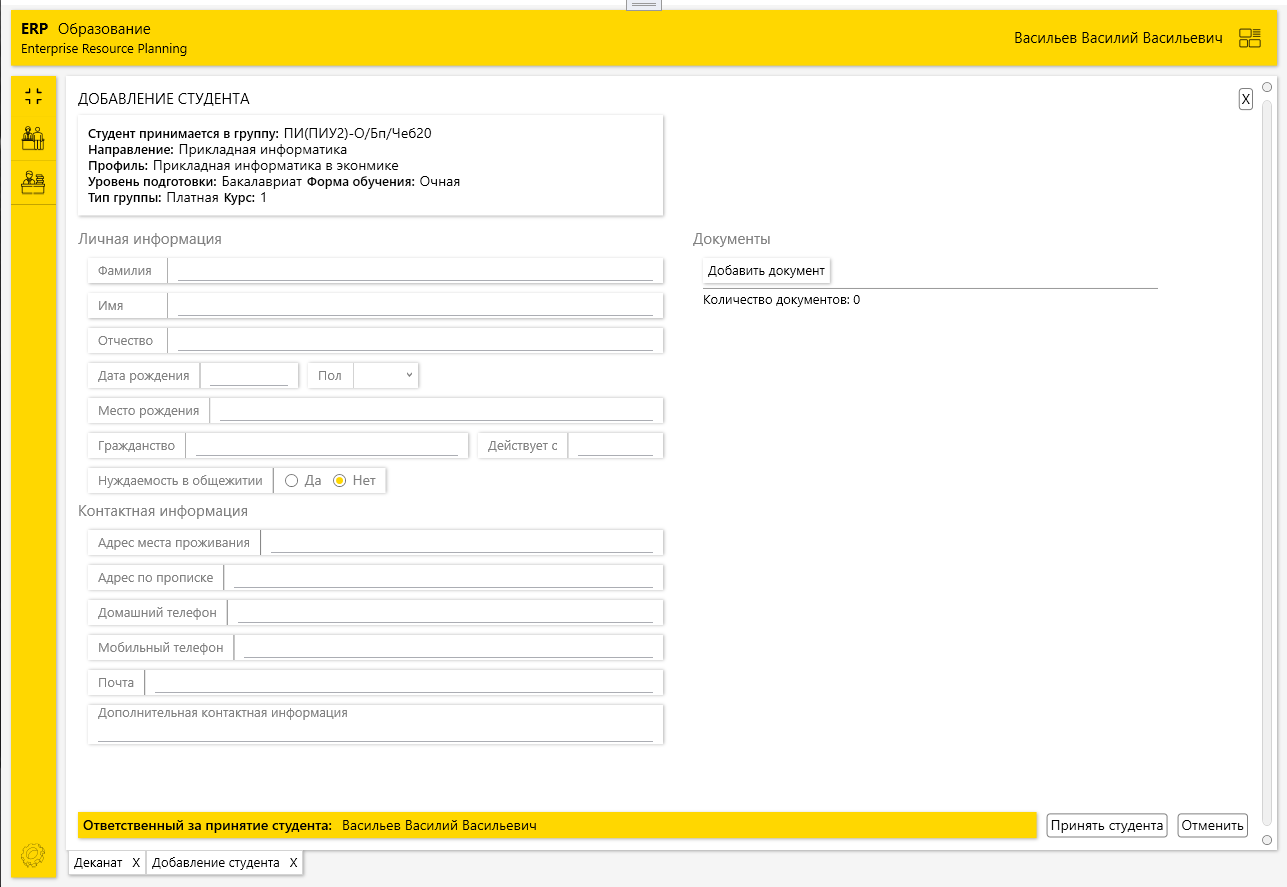 ERP Образование
Enterprise Resource Planning
Васильев Василий Васильевич
ДОБАВЛЕНИЕ СТУДЕНТА
X
Студент принимается в группу: ПИ(ПИУ2)-О/Бп/Чеб20
Направление: Прикладная информатика
Профиль: Прикладная информатика в эконмике
Уровень подготовки: Бакалавриат Форма обучения: Очная
Тип группы: Платная Курс: 1
Личная информация
Фамилия
Имя
Отчество
Дата рождения Пол
Место рождения
Гражданство Действует с
Нуждаемость в общежитии Да Нет
Контактная информация
Адрес места проживания
Адрес по прописке
Домашний телефон
Мобильный телефон
Почта
Дополнительная контактная информация
Документы
Добавить документ
Количество документов: 0
Ответственный за принятие студента: Васильев Василий Васильевич
Принять студента Отменить
Деканат X Добавление студента X